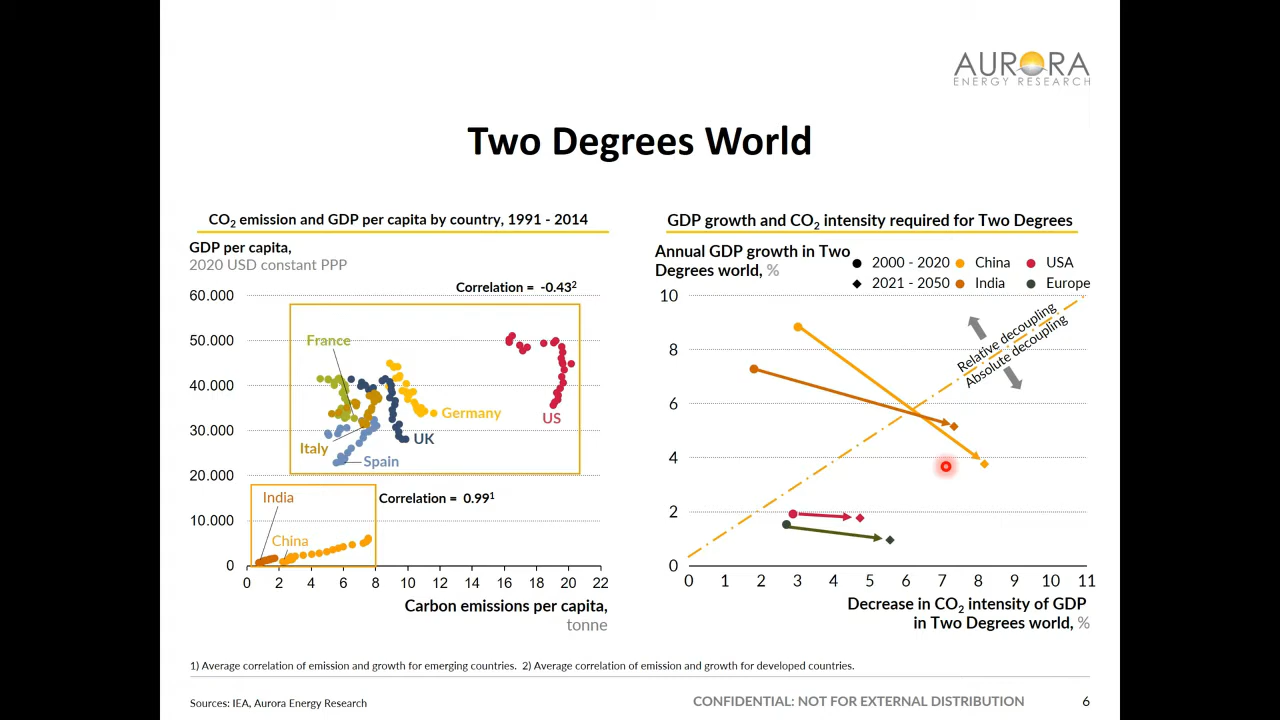 AURORA
ENERGY RESEARCH
Two Degrees World
CO2 emission and GDP per capita by country, 1991 - 2014
GDP per capita,
2020 USD constant PPP
Correlation = -0.43²
60.000
50.000
40.000
30.000
20.000
10.000
0
France
Germany
US
Italy
UK
Spain
India
Correlation = 0.99¹
China
0 2 4 6 8 10 12 14 16 18 20 22
Carbon emissions per capita,
tonne
GDP growth and CO2 intensity required for Two Degrees
Annual GDP growth in Two
Degrees world, %
2000 - 2020 China USA
2021 - 2050 India Europe
10
8
6
4
2
0
Relative decoupling
Absolute decoupling
0 1 2 3 4 5 6 7 8 9 10 11
Decrease in CO2 intensity of GDP
in Two Degrees world, %
1) Average correlation of emission and growth for emerging countries. 2) Average correlation of emission and growth for developed countries.
Sources: IEA, Aurora Energy Research
CONFIDENTIAL: NOT FOR EXTERNAL DISTRIBUTION
6